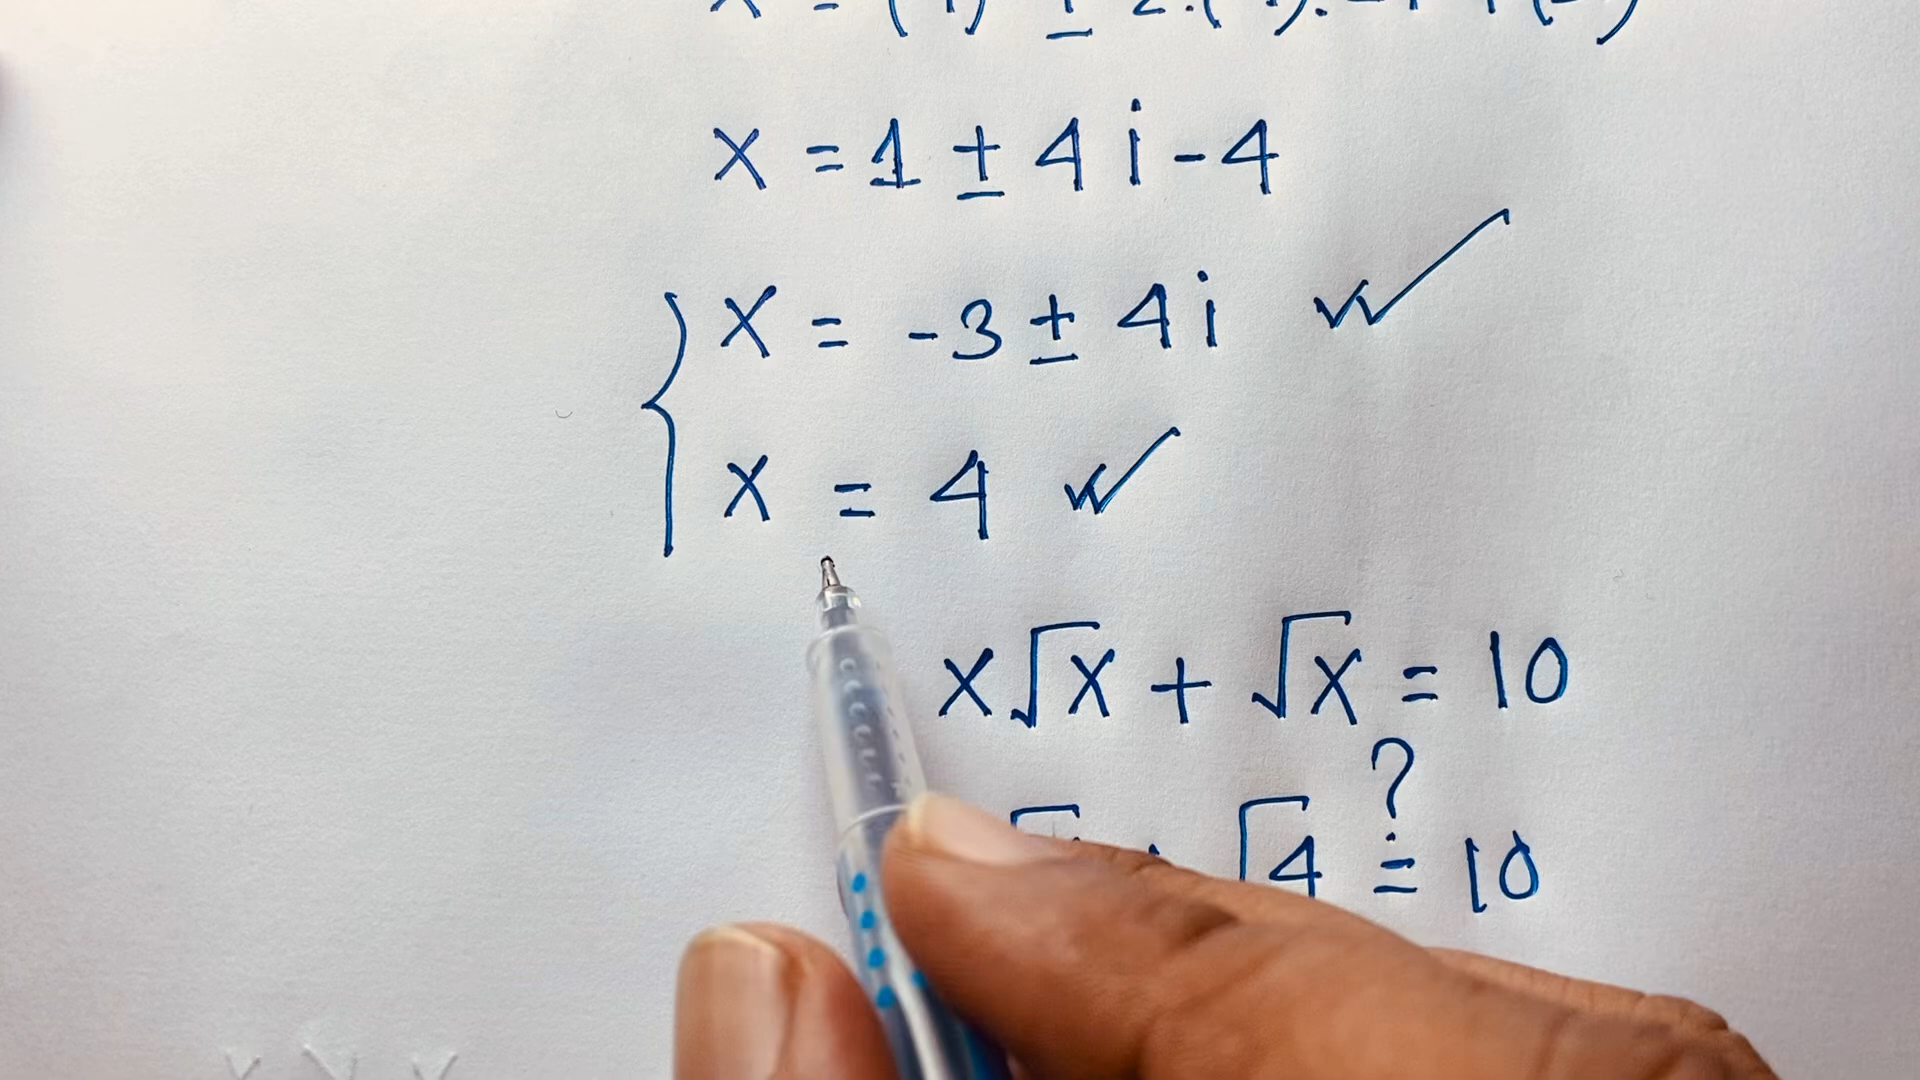 x = 1 ± 4i - 4
x = -3 ± 4i
x = 4
x√x + √x = 10
?
√4 = 10